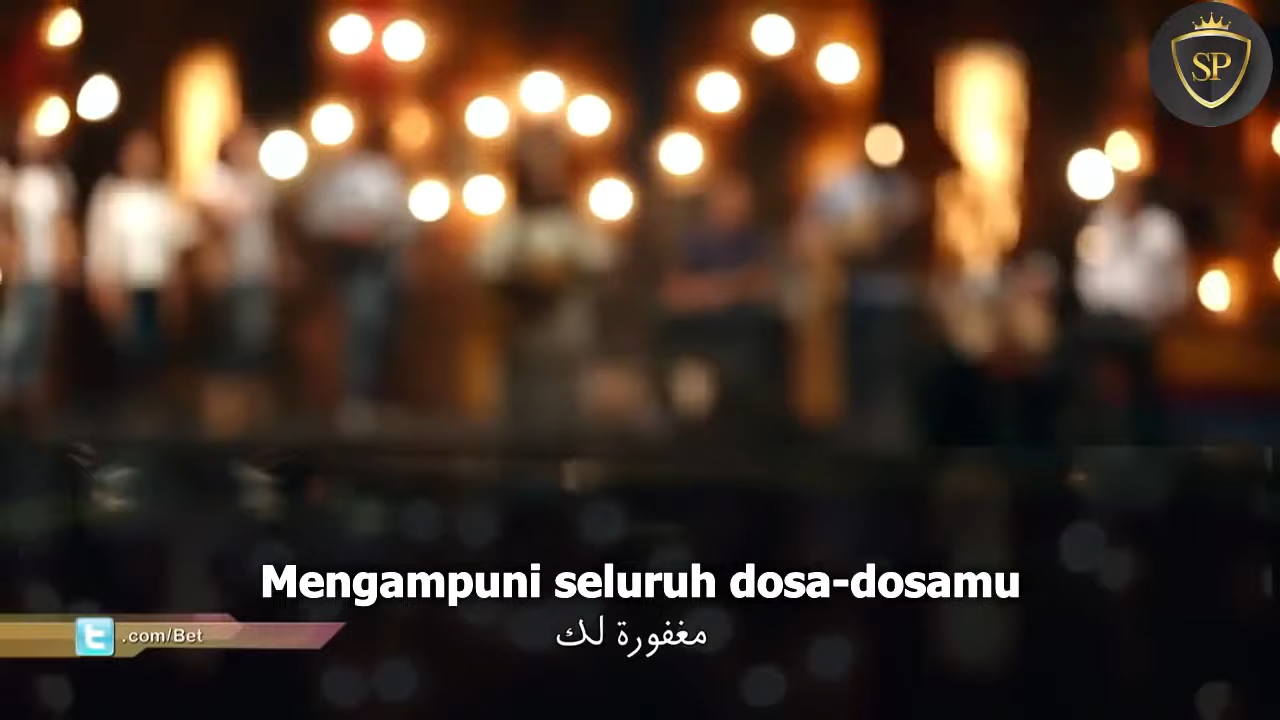 SP
Mengampuni seluruh dosa-dosamu
.com/Bet
مغفورة لك